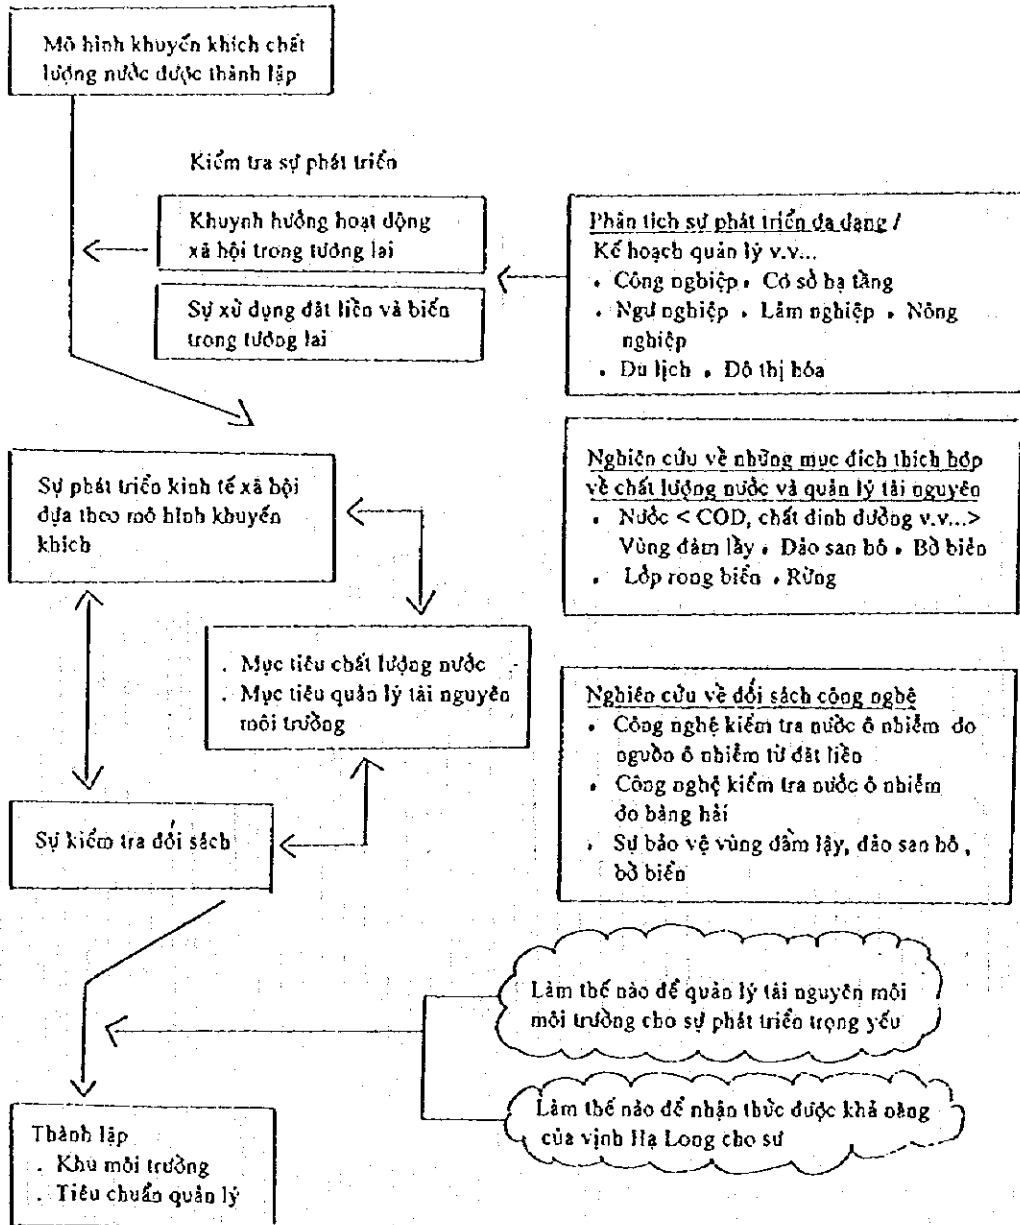 Mô hình khuyến khích chất
lượng nước được thành lập
Kiểm tra sự phát triển
Khuynh hướng hoạt động
xã hội trong tương lai
Sự xử dụng đất liền và biển
trong tương lai
Phân tích sự phát triển đa dạng /
Kế hoạch quản lý v.v...
. Công nghiệp . Cơ sở hạ tầng
. Ngư nghiệp . Lâm nghiệp . Nông
nghiệp
. Du lịch . Đô thị hóa
Sự phát triển kinh tế xã hội
dựa theo mô hình khuyến
khích
Nghiên cứu về những mục đích thích hợp
về chất lượng nước và quản lý tài nguyên
. Nước < COD, chất dinh dưỡng v.v...>
Vùng đầm lầy . Đảo san hô . Bờ biển
. Lớp rong biển . Rừng
. Mục tiêu chất lượng nước
. Mục tiêu quản lý tài nguyên
môi trường
Nghiên cứu về đối sách công nghệ
. Công nghệ kiểm tra nước ô nhiễm do
nguồn ô nhiễm từ đất liền
. Công nghệ kiểm tra nước ô nhiễm
do hàng hải
. Sự bảo vệ vùng đầm lậy, đảo san hô,
bờ biển
Sự kiểm tra đối sách
Làm thế nào để quản lý tài nguyên môi
môi trường cho sự phát triển trọng yếu
Làm thế nào để nhận thức được khả năng
của vịnh Hạ Long cho sư
Thành lập
. Khu môi trường
. Tiêu chuẩn quản lý